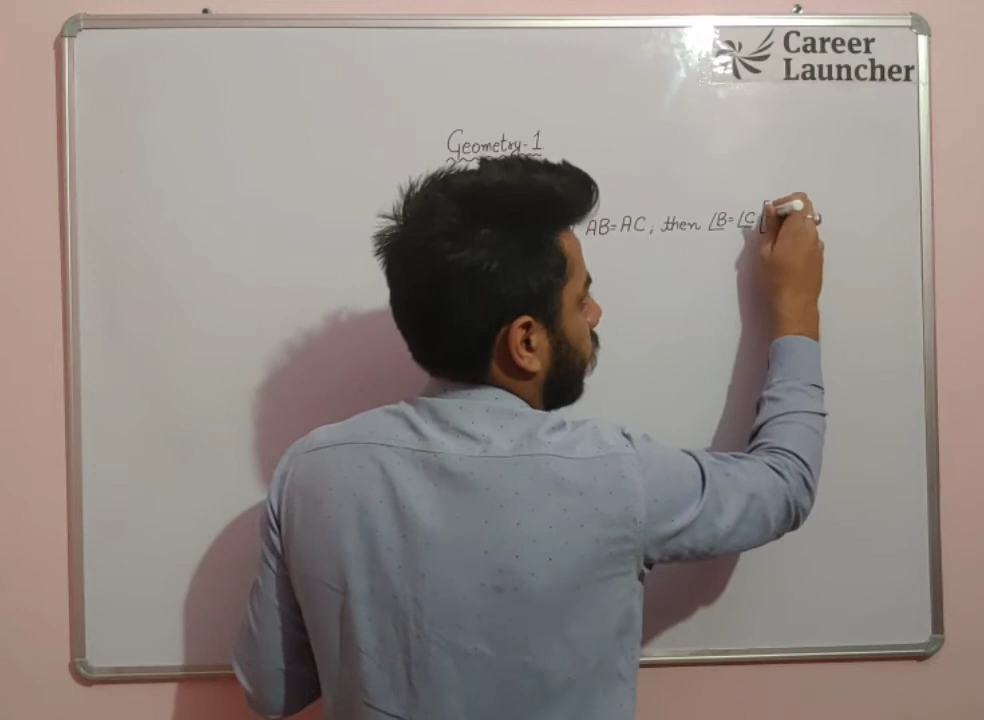 Career
Launcher
Geometry-1
AB=AC, then ∠B=∠C [